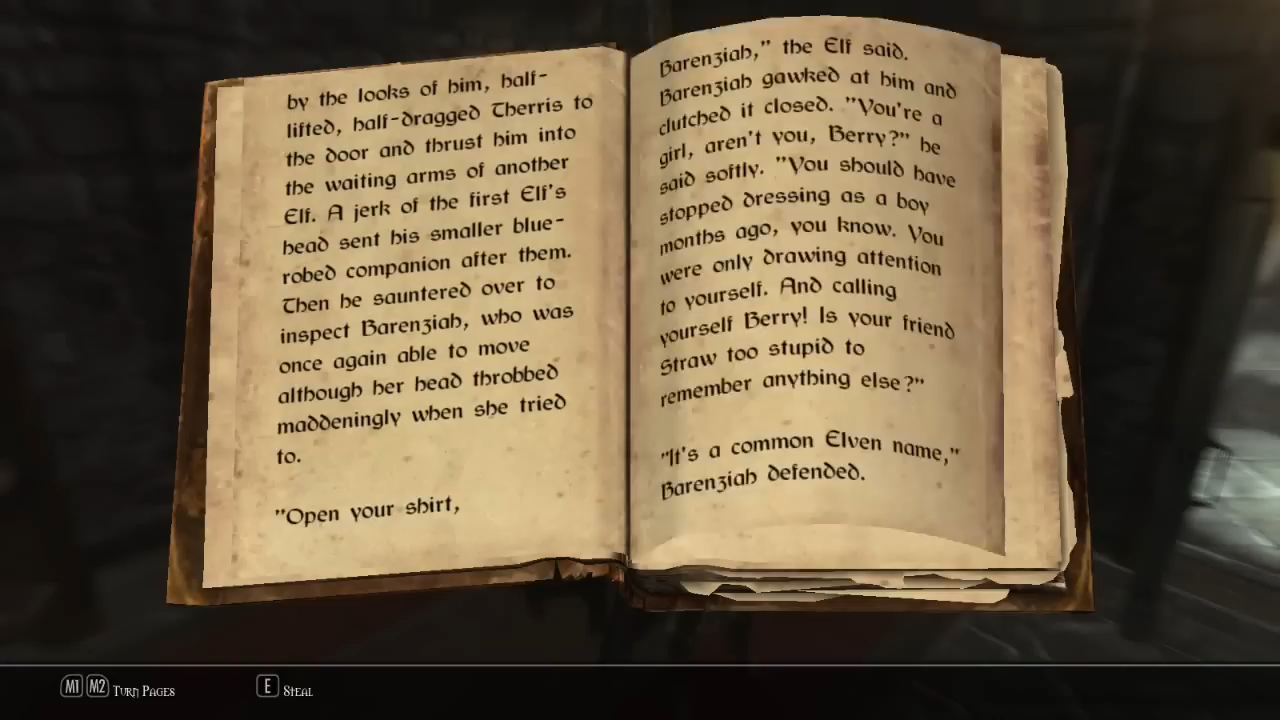 by the looks of him, half-
lifted, half-dragged Therris to
the door and thrust him into
the waiting arms of another
Elf. A jerk of the first Elf's
head sent his smaller blue-
robed companion after them.
Then he sauntered over to
inspect Barenziah, who was
once again able to move
although her head throbbed
maddeningly when she tried
to.
"Open your shirt,
Barenziah," the Elf said.
Barenziah gawked at him and
clutched it closed. "You're a
girl, aren't you, Berry?" he
said softly. "You should have
stopped dressing as a boy
months ago, you know. You
were only drawing attention
to yourself. And calling
yourself Berry! Is your friend
Straw too stupid to
remember anything else?"
"It's a common Elven name,"
Barenziah defended.
M1 M2 Turn Pages
E Steal